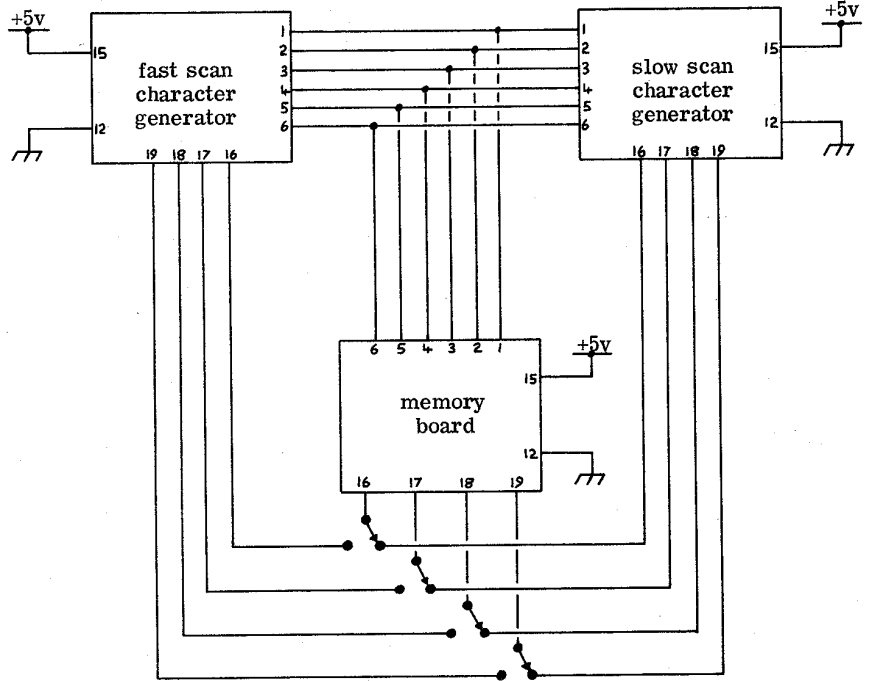 +5v
15
fast scan
character
generator
12
19 18 17 16
1
2
3
4
5
6
1
2
3
4
5
6
slow scan
character
generator
+5v
15
12
16 17 18 19
6 5 4 3 2 1
memory
board
+5v
15
12
16 17 18 19